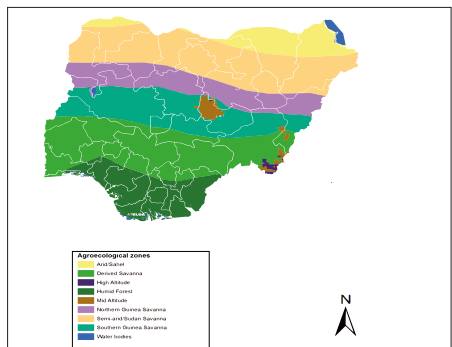 N
Agroecological zones
Arid/Sahel
Derived Savanna
High Altitude
Humid Forest
Mid Altitude
Northern Guinea Savanna
Semi-arid/Sudan Savanna
Southern Guinea Savanna
Water bodies